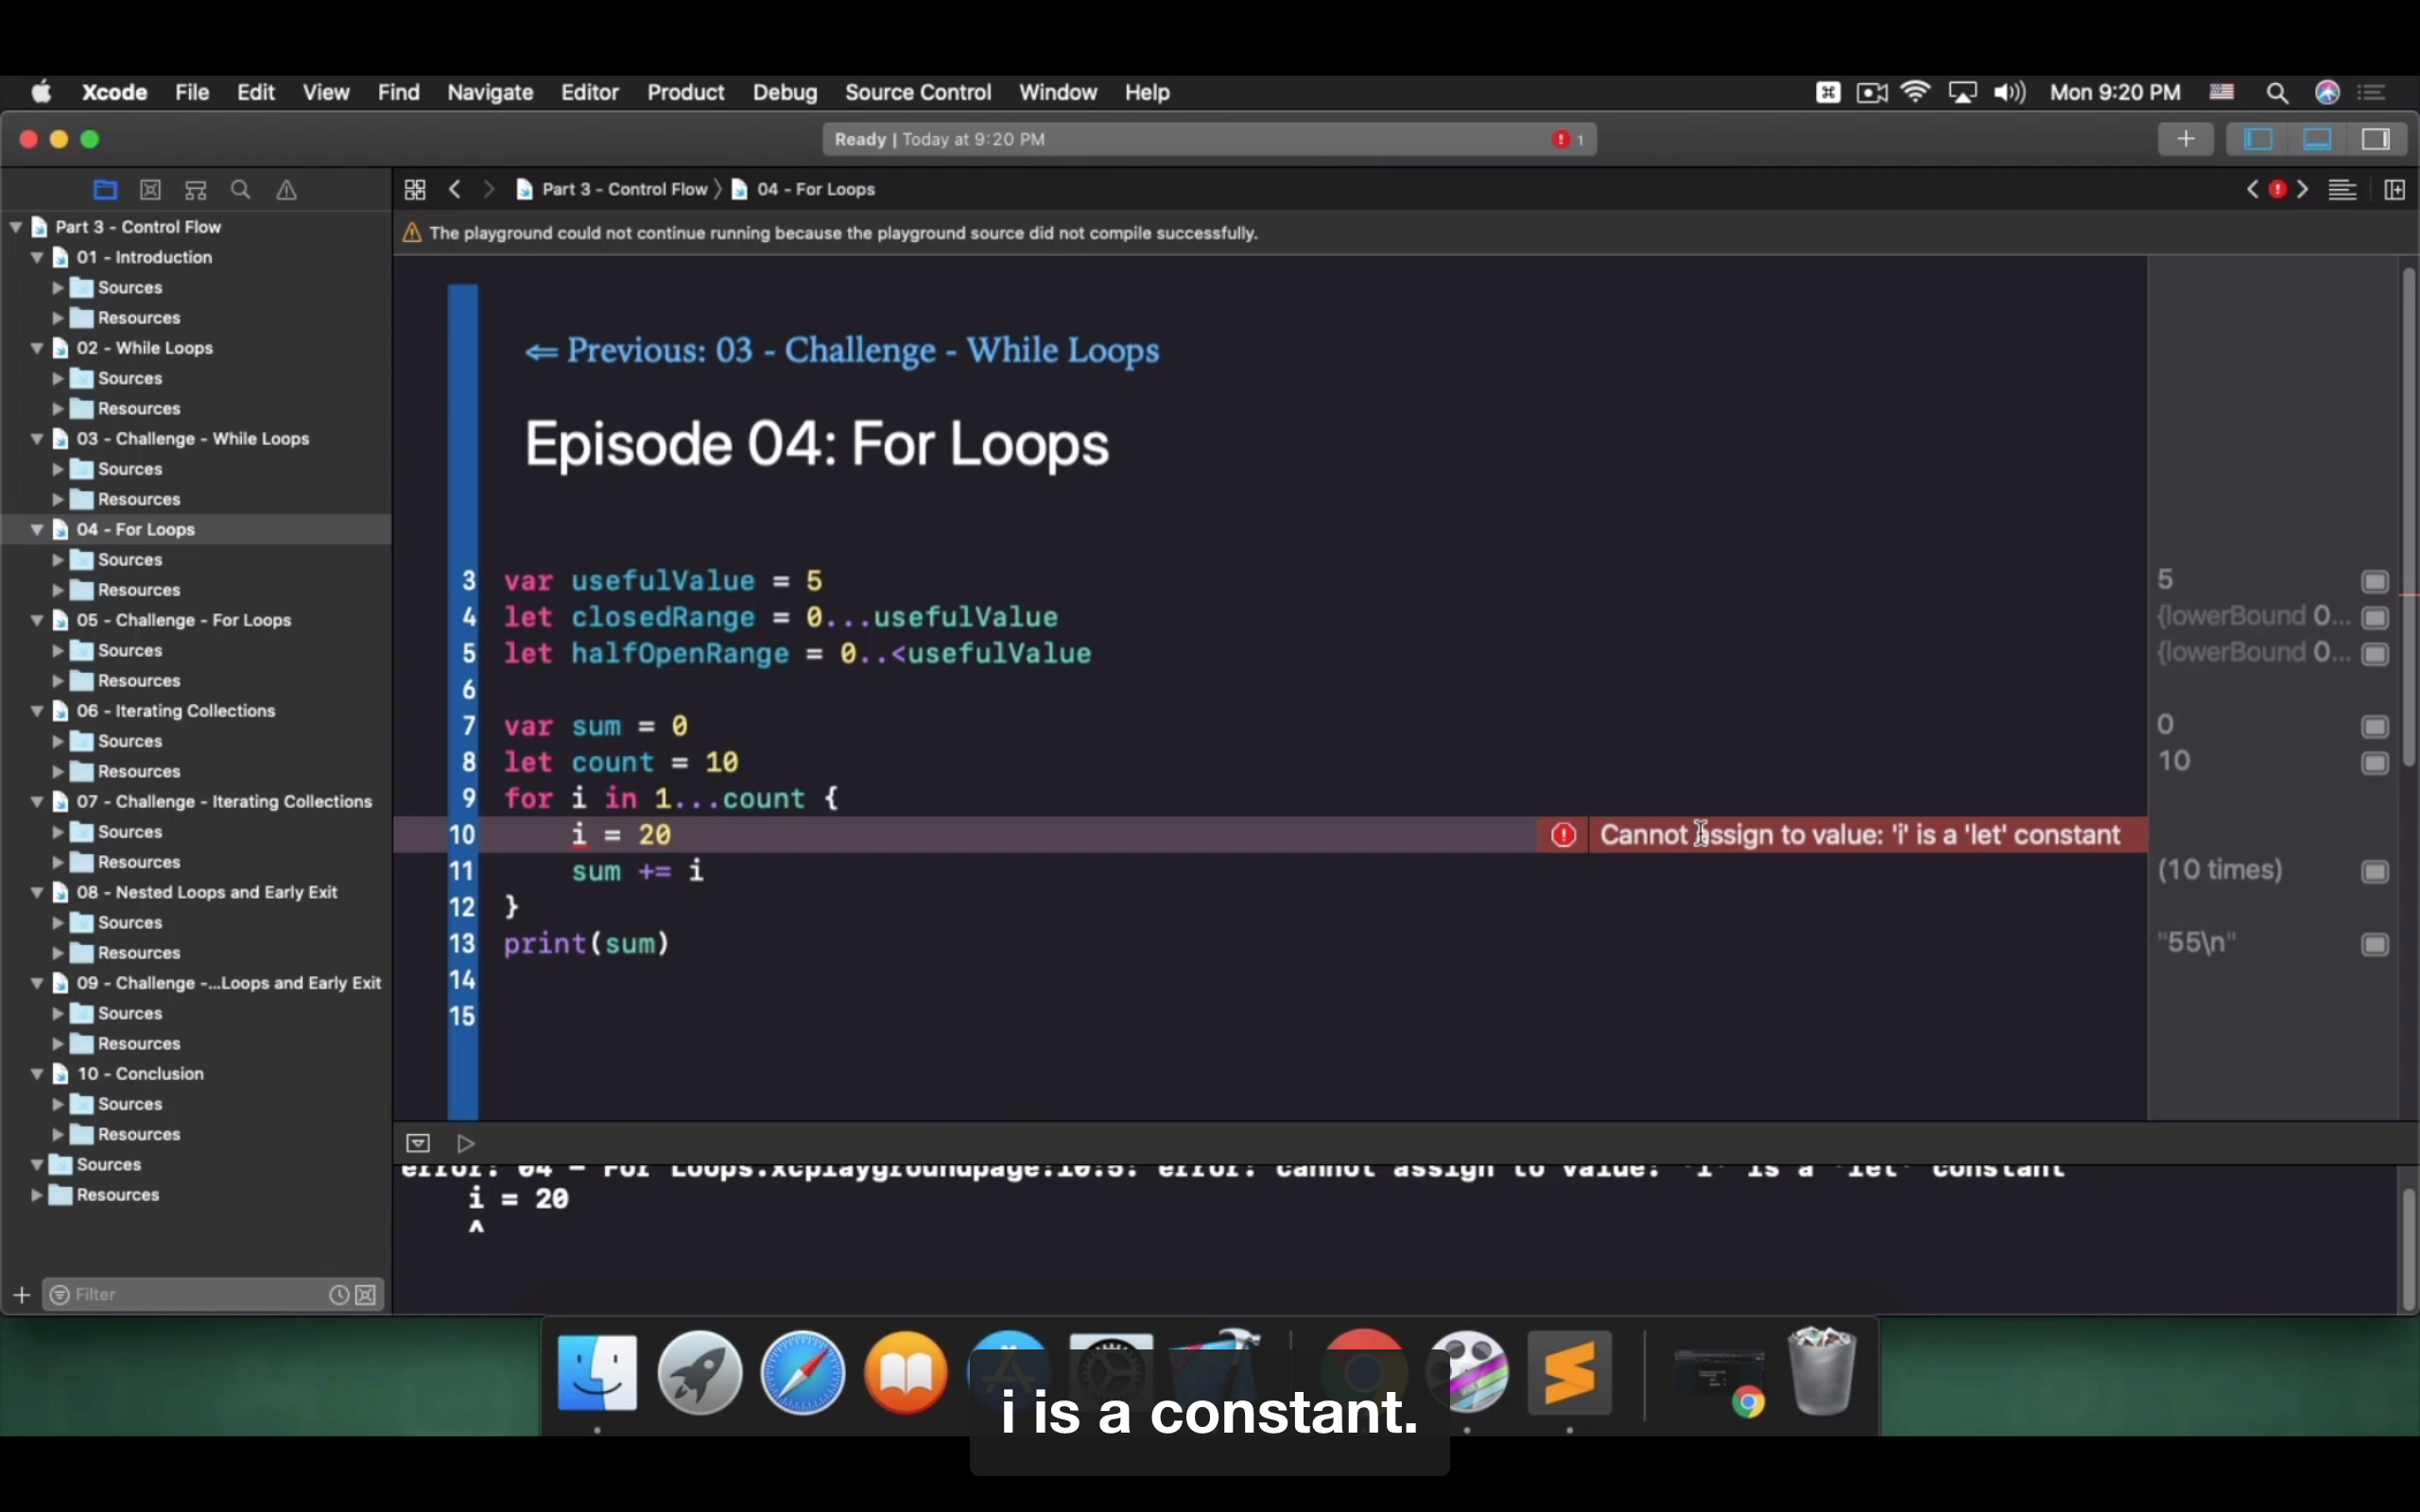 Xcode File Edit View Find Navigate Editor Product Debug Source Control Window Help Mon 9:20 PM
Ready | Today at 9:20 PM 1
Part 3 - Control Flow 04 - For Loops
The playground could not continue running because the playground source did not compile successfully.
Part 3 - Control Flow
01 - Introduction
Sources
Resources
02 - While Loops
Sources
Resources
03 - Challenge - While Loops
Sources
Resources
04 - For Loops
Sources
Resources
05 - Challenge - For Loops
Sources
Resources
06 - Iterating Collections
Sources
Resources
07 - Challenge - Iterating Collections
Sources
Resources
08 - Nested Loops and Early Exit
Sources
Resources
09 - Challenge -...Loops and Early Exit
Sources
Resources
10 - Conclusion
Sources
Resources
Sources
Resources
Filter
⇐ Previous: 03 - Challenge - While Loops
Episode 04: For Loops
3 var usefulValue = 5 5
4 let closedRange = 0...usefulValue {lowerBound 0...
5 let halfOpenRange = 0..<usefulValue {lowerBound 0...
6
7 var sum = 0 0
8 let count = 10 10
9 for i in 1...count {
10 i = 20 Cannot assign to value: 'i' is a 'let' constant
11 sum += i (10 times)
12 }
13 print(sum) "55\n"
14
15
error: 04 - For Loops.xcplaygroundpage:10:5: error: cannot assign to value: 'i' is a 'let' constant
i = 20
^
i is a constant.